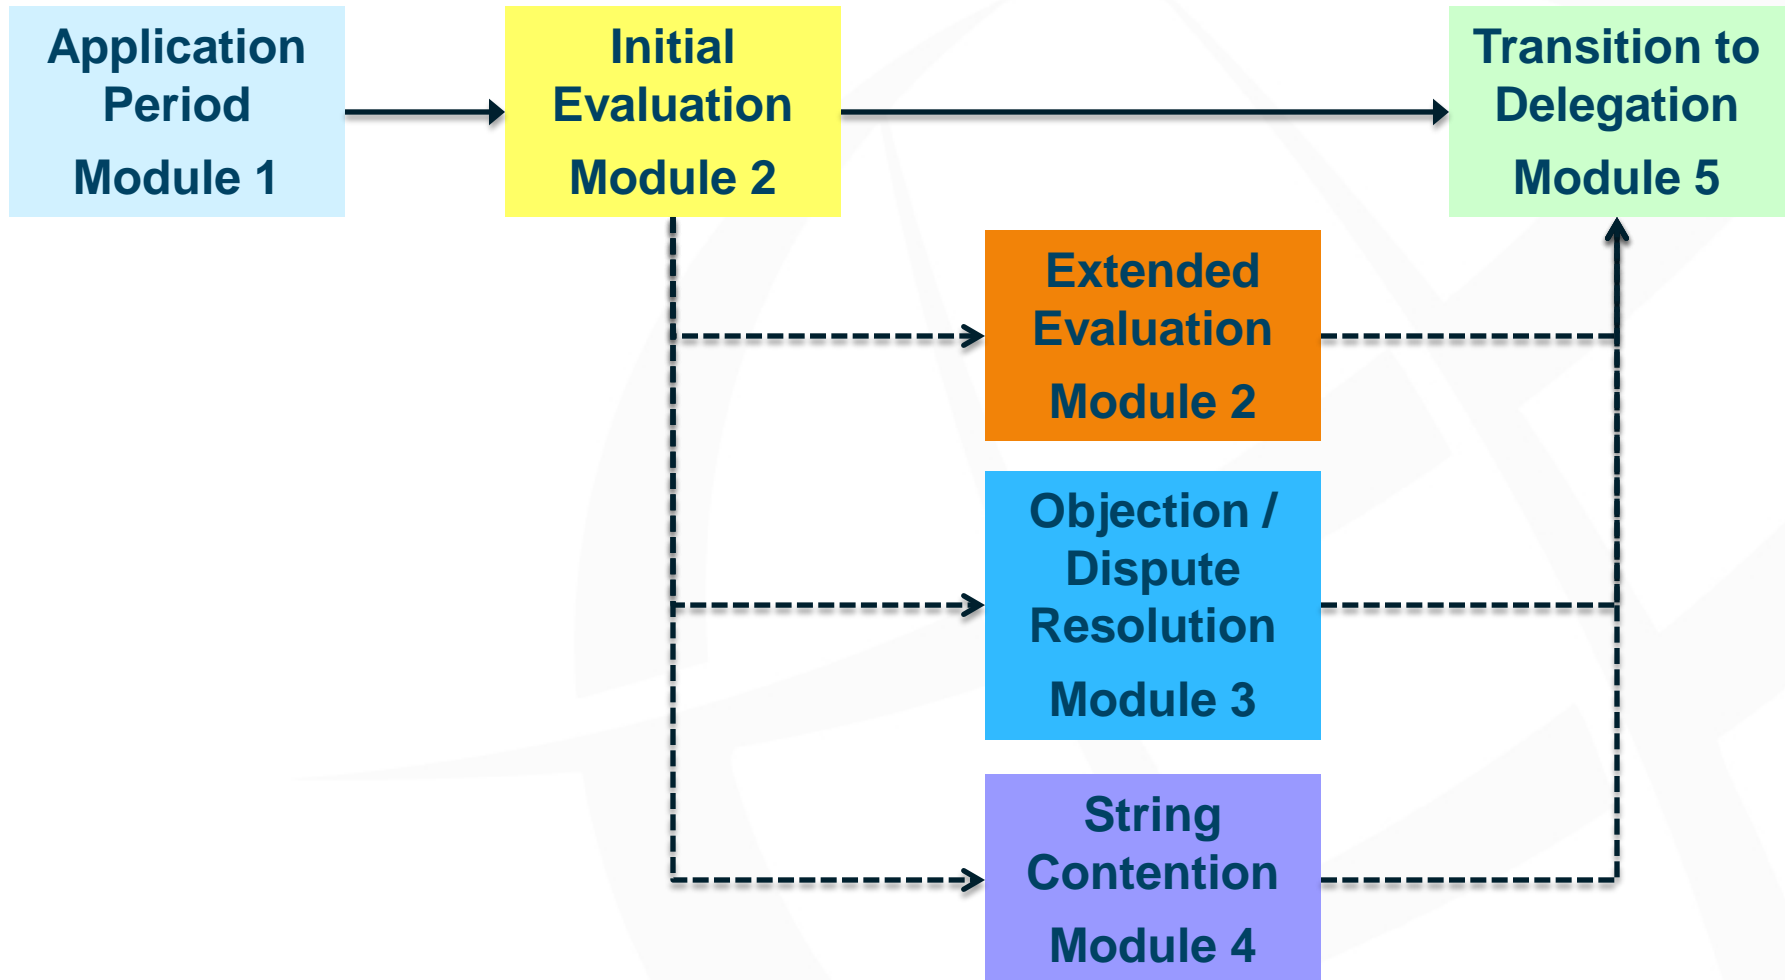 Application
Period
Module 1
Initial
Evaluation
Module 2
Transition to
Delegation
Module 5
Extended
Evaluation
Module 2
Objection /
Dispute
Resolution
Module 3
String
Contention
Module 4